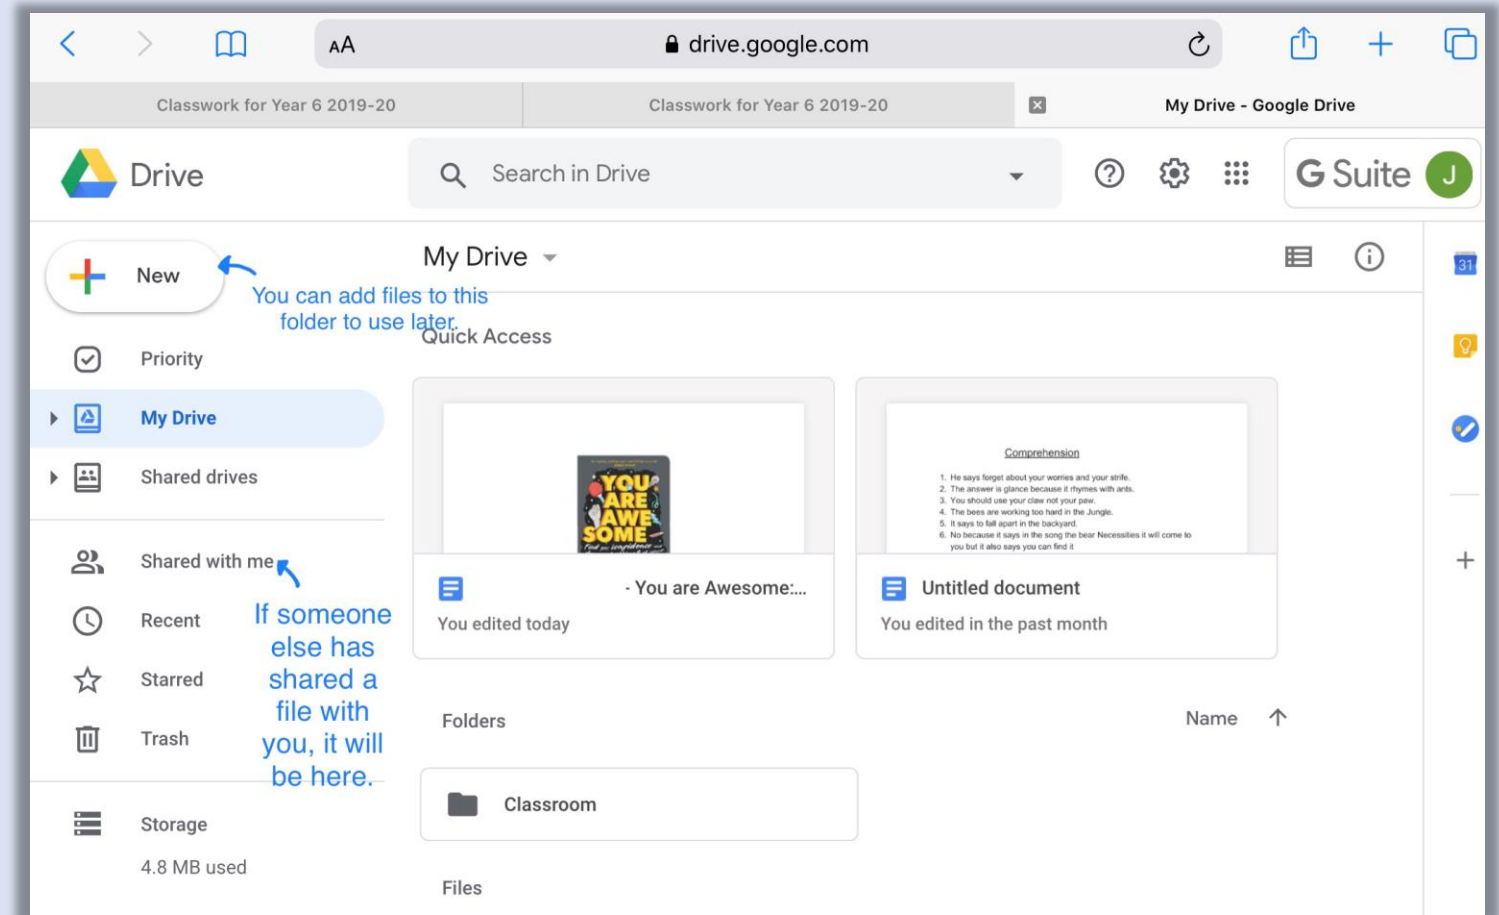 AA
drive.google.com
Classwork for Year 6 2019-20
Classwork for Year 6 2019-20
My Drive - Google Drive
Drive
Search in Drive
G Suite
J
New
My Drive
31
You can add files to this
folder to use later.
Quick Access
Priority
My Drive
Shared drives
YOU
ARE
AWE
SOME
Comprehension
1. He says forget about your worries and your strife.
2. The answer is glance because it rhymes with ants.
3. You should use your claw not your paw.
4. The bees are working too hard in the Jungle.
5. It says to fall apart in the backyard.
6. No because it says in the song the bear Necessities it will come to
you but it also says you can find it
Shared with me
- You are Awesome:...
Untitled document
You edited today
You edited in the past month
If someone
else has
shared a
file with
you, it will
be here.
Recent
Starred
Trash
Folders
Name
Classroom
Storage
4.8 MB used
Files